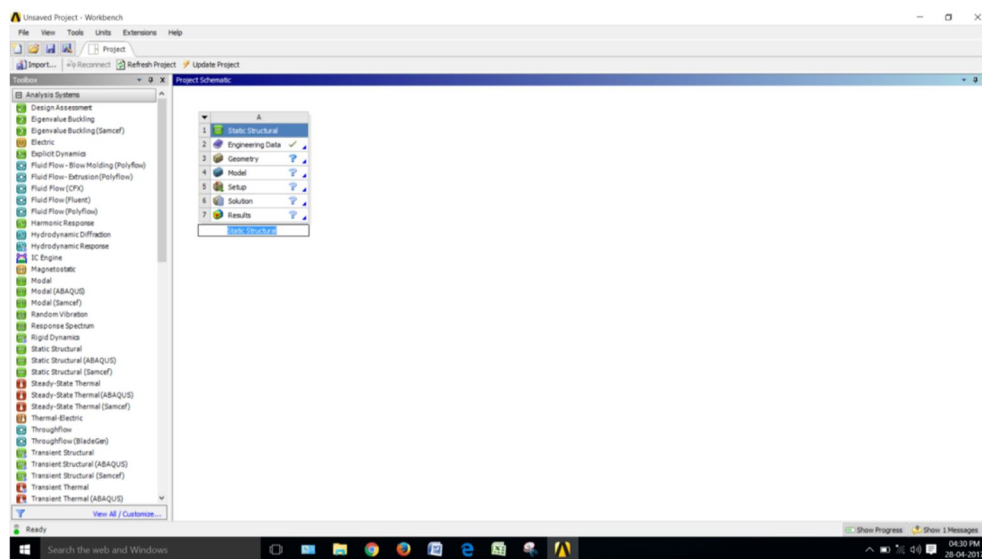 Unsaved Project - Workbench
File View Tools Units Extensions Help
Project
Import... Reconnect Refresh Project Update Project
Toolbox
Project Schematic
Analysis Systems
Design Assessment
Eigenvalue Buckling
Eigenvalue Buckling (Samcef)
Electric
Explicit Dynamics
Fluid Flow - Blow Molding (Polyflow)
Fluid Flow - Extrusion (Polyflow)
Fluid Flow (CFX)
Fluid Flow (Fluent)
Fluid Flow (Polyflow)
Harmonic Response
Hydrodynamic Diffraction
Hydrodynamic Response
IC Engine
Magnetostatic
Modal
Modal (ABAQUS)
Modal (Samcef)
Random Vibration
Response Spectrum
Rigid Dynamics
Static Structural
Static Structural (ABAQUS)
Static Structural (Samcef)
Steady-State Thermal
Steady-State Thermal (ABAQUS)
Steady-State Thermal (Samcef)
Thermal-Electric
Throughflow
Throughflow (BladeGen)
Transient Structural
Transient Structural (ABAQUS)
Transient Structural (Samcef)
Transient Thermal
Transient Thermal (ABAQUS)
View All / Customize...
A
1 Static Structural
2 Engineering Data
3 Geometry ?
4 Model ?
5 Setup ?
6 Solution ?
7 Results ?
Static Structural
Ready
Show Progress Show 1 Messages
Search the web and Windows
04:30 PM